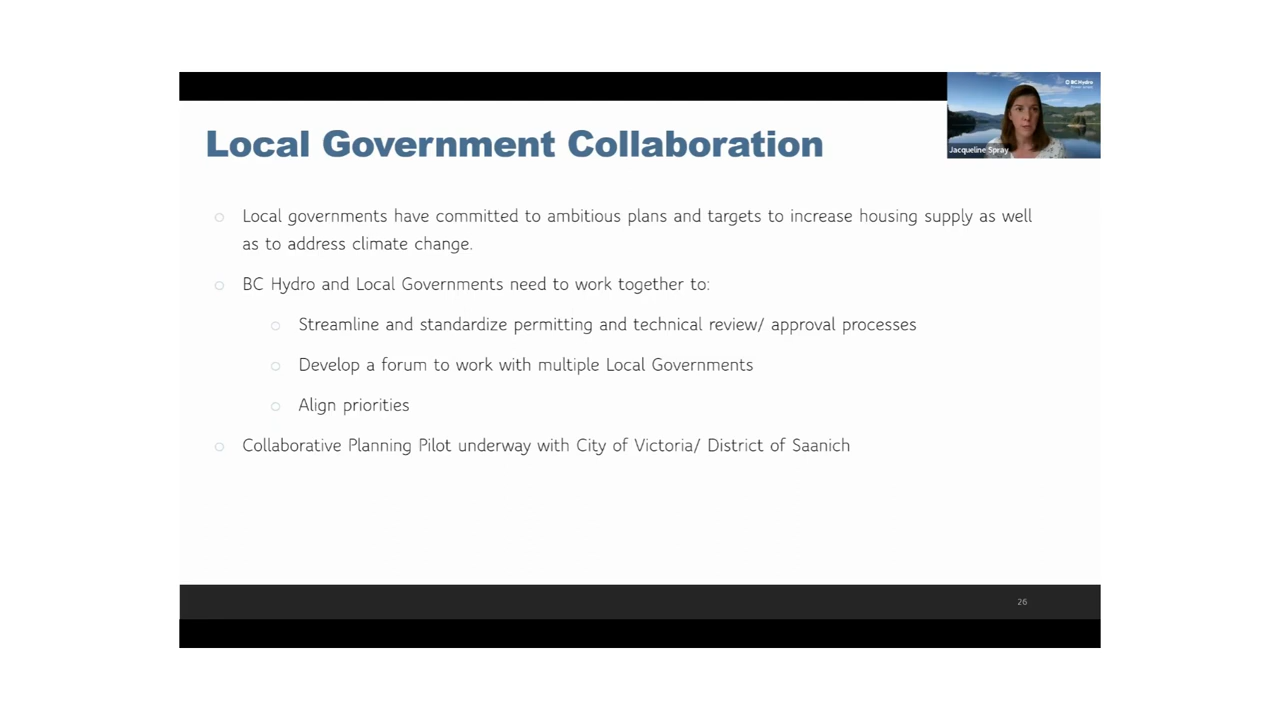 BC Hydro
Jacqueline Spray
Local Government Collaboration
Local governments have committed to ambitious plans and targets to increase housing supply as well
as to address climate change.
BC Hydro and Local Governments need to work together to:
Streamline and standardize permitting and technical review/ approval processes
Develop a forum to work with multiple Local Governments
Align priorities
Collaborative Planning Pilot underway with City of Victoria/ District of Saanich
26